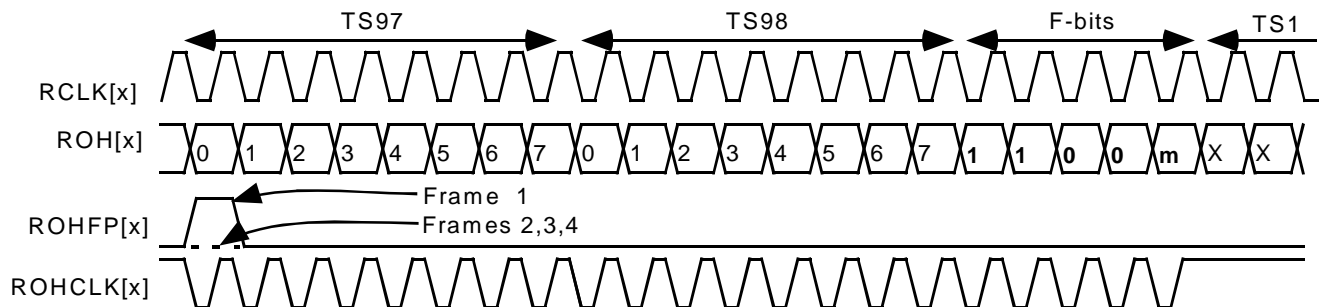 TS97 TS98 F-bits TS1
RCLK[x]
ROH[x] 0 1 2 3 4 5 6 7 0 1 2 3 4 5 6 7 1 1 0 0 m X X
Frame 1
ROHFP[x] Frames 2,3,4
ROHCLK[x]